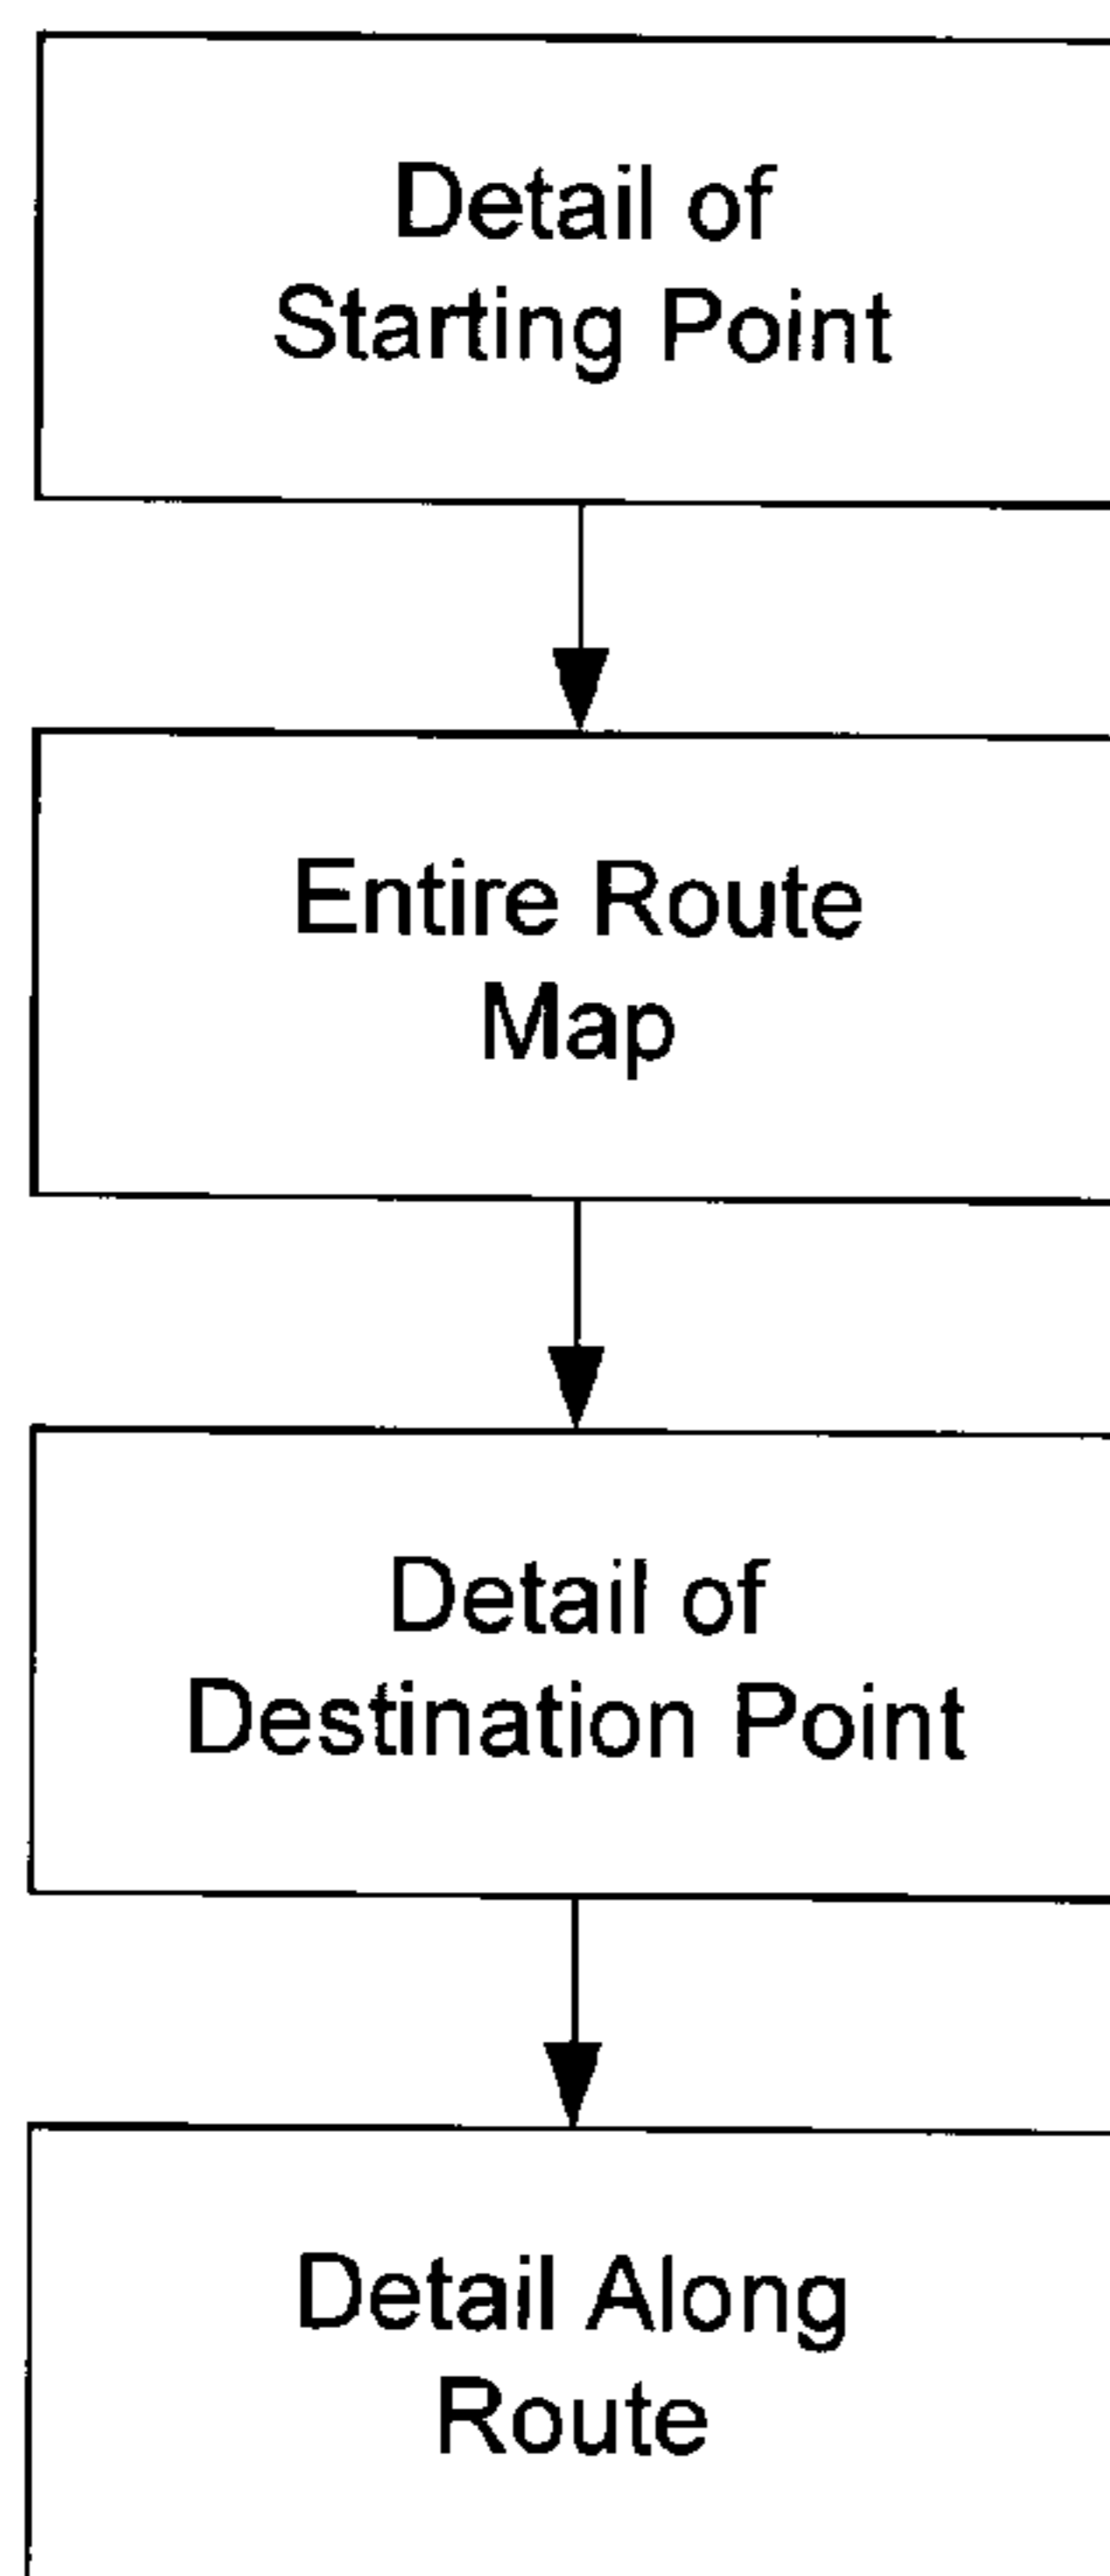 Detail of
Starting Point
Entire Route
Map
Detail of
Destination Point
Detail Along
Route